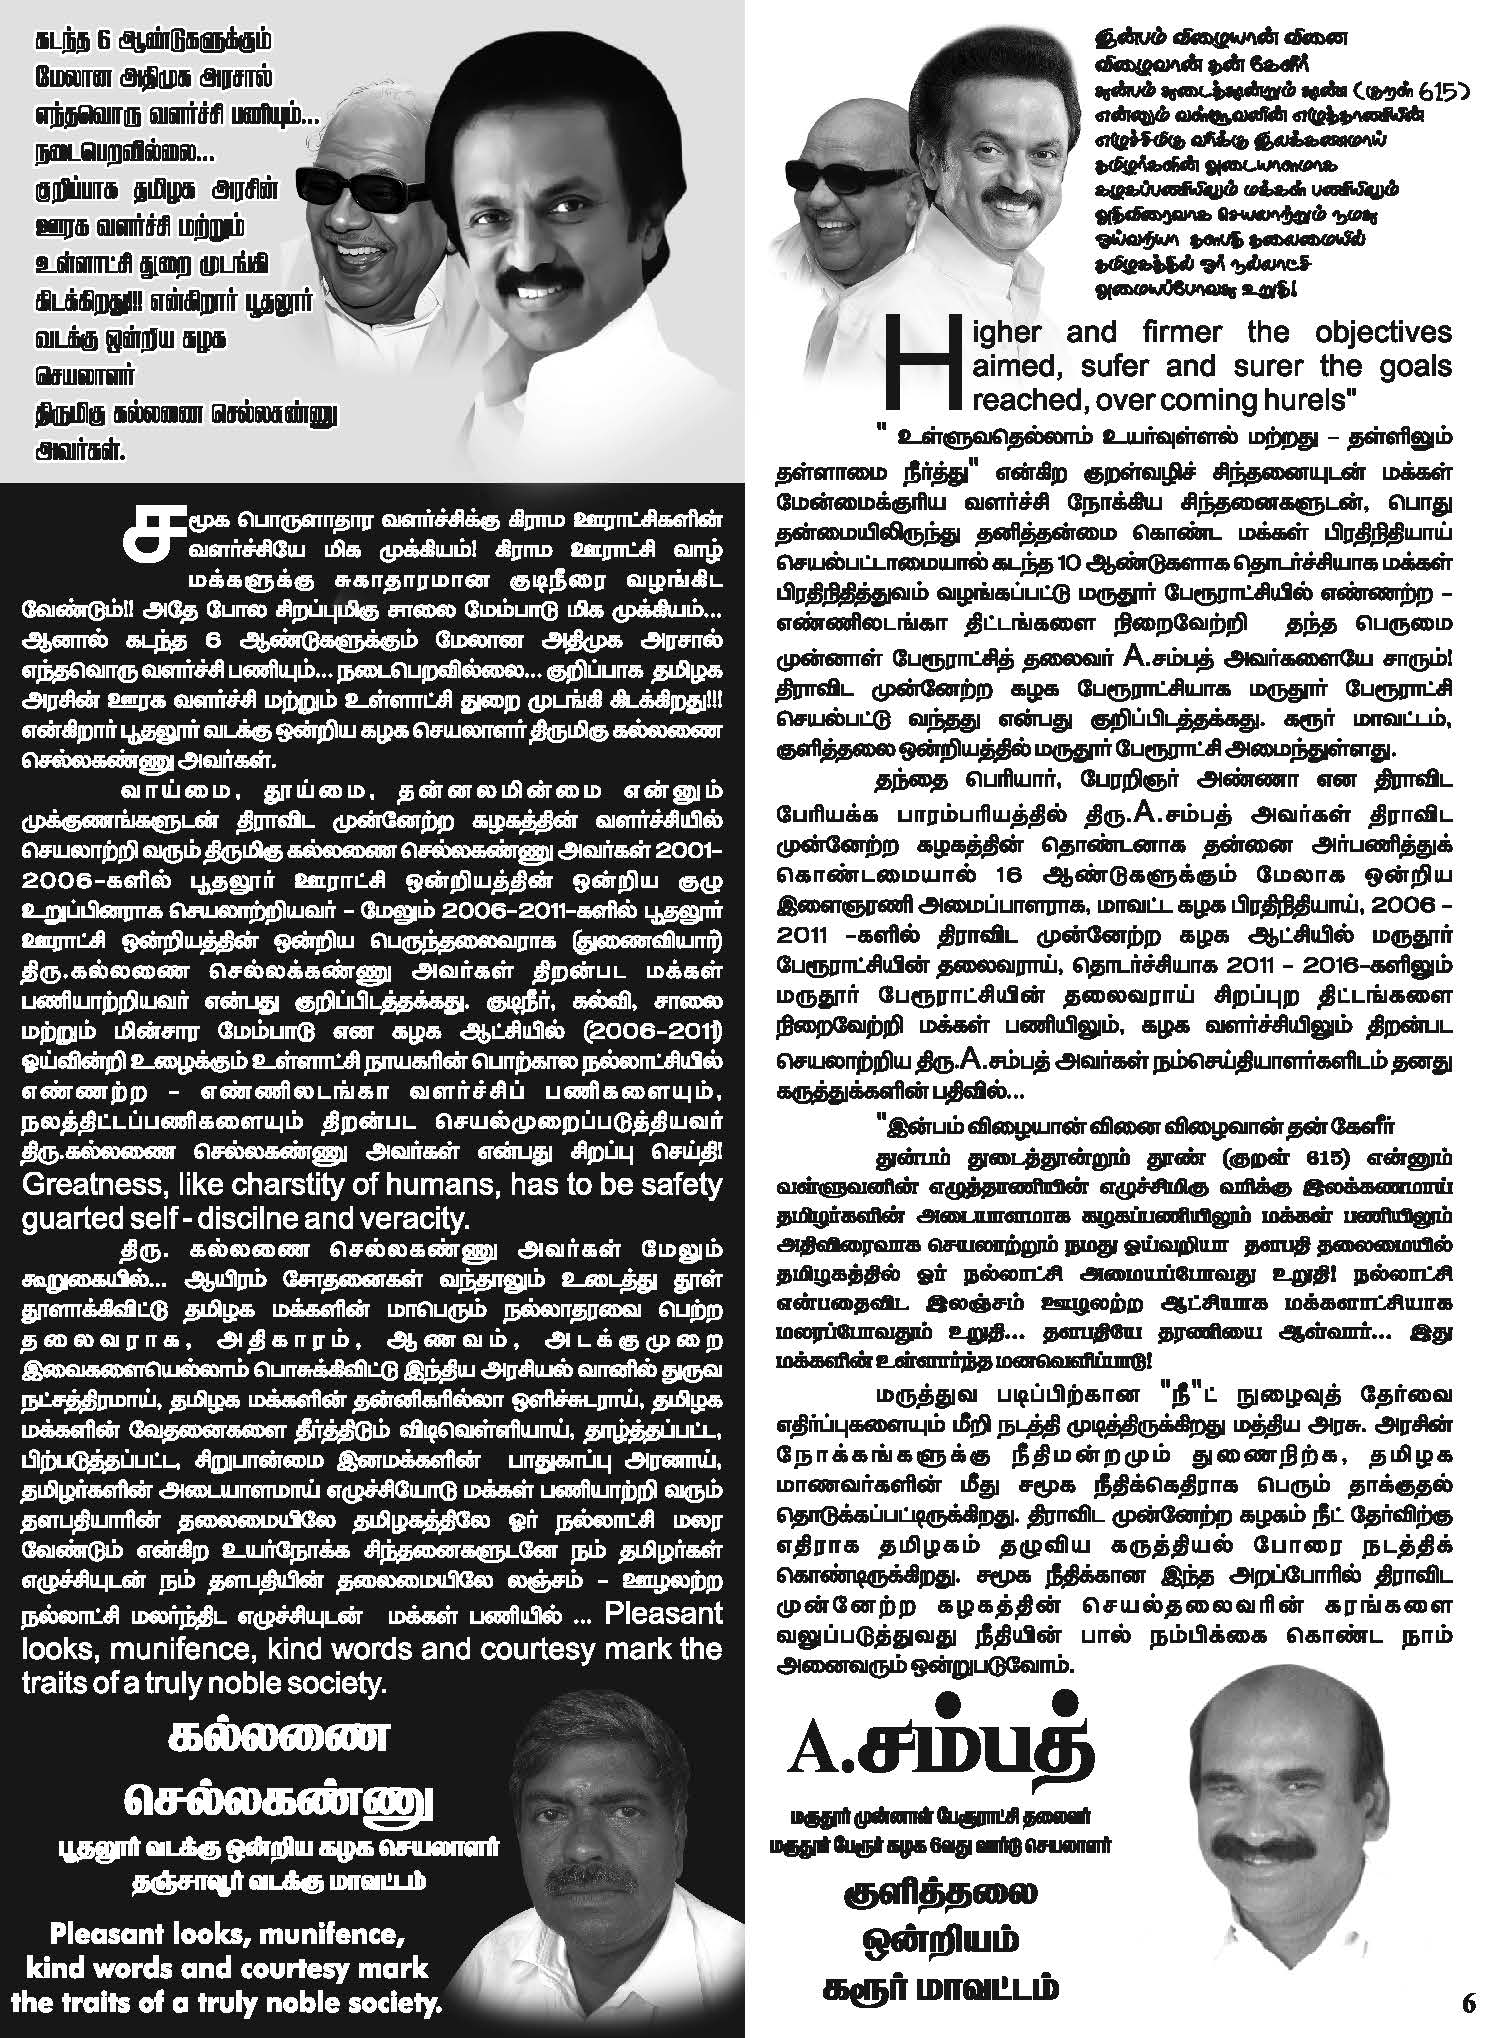 கடந்த 6 ஆண்டுகளுக்கும்
மேலான அதிமுக அரசால்
எந்தவொரு வளர்ச்சி பணியும்...
நடைபெறவில்லை...
குறிப்பாக தமிழக அரசின்
ஊரக வளர்ச்சி மற்றும்
உள்ளாட்சி துறை முடங்கி
கிடக்கிறது!!! என்கிறார் பூதலூர்
வடக்கு ஒன்றிய கழக
செயலாளர்
திருமிகு கல்லணை செல்லகண்ணு
அவர்கள்.
சமூக பொருளாதார வளர்ச்சிக்கு கிராம ஊராட்சிகளின்
வளர்ச்சியே மிக முக்கியம்! கிராம ஊராட்சி வாழ்
மக்களுக்கு சுகாதாரமான குடிநீரை வழங்கிட
வேண்டும்!! அதே போல சிறப்புமிகு சாலை மேம்பாடு மிக முக்கியம்...
ஆனால் கடந்த 6 ஆண்டுகளுக்கும் மேலான அதிமுக அரசால்
எந்தவொரு வளர்ச்சி பணியும்... நடைபெறவில்லை... குறிப்பாக தமிழக
அரசின் ஊரக வளர்ச்சி மற்றும் உள்ளாட்சி துறை முடங்கி கிடக்கிறது!!!
என்கிறார் பூதலூர் வடக்கு ஒன்றிய கழக செயலாளர் திருமிகு கல்லணை
செல்லகண்ணு அவர்கள்.
வாய்மை, தூய்மை, தன்னலமின்மை என்னும்
முக்குணங்களுடன் திராவிட முன்னேற்ற கழகத்தின் வளர்ச்சியில்
செயலாற்றி வரும் திருமிகு கல்லணை செல்லகண்ணு அவர்கள் 2001-
2006-களில் பூதலூர் ஊராட்சி ஒன்றியத்தின் ஒன்றிய குழு
உறுப்பினராக செயலாற்றியவர் - மேலும் 2006-2011-களில் பூதலூர்
ஊராட்சி ஒன்றியத்தின் ஒன்றிய பெருந்தலைவராக (துணைவியார்)
திரு.கல்லணை செல்லக்கண்ணு அவர்கள் திறன்பட மக்கள்
பணியாற்றியவர் என்பது குறிப்பிடத்தக்கது. குடிநீர், கல்வி, சாலை
மற்றும் மின்சார மேம்பாடு என கழக ஆட்சியில் (2006-2011)
ஓய்வின்றி உழைக்கும் உள்ளாட்சி நாயகரின் பொற்கால நல்லாட்சியில்
எண்ணற்ற - எண்ணிலடங்கா வளர்ச்சிப் பணிகளையும்,
நலத்திட்டப்பணிகளையும் திறன்பட செயல்முறைப்படுத்தியவர்
திரு.கல்லணை செல்லகண்ணு அவர்கள் என்பது சிறப்பு செய்தி!
Greatness, like charstity of humans, has to be safety
guarted self - discilne and veracity.
திரு. கல்லணை செல்லகண்ணு அவர்கள் மேலும்
கூறுகையில்... ஆயிரம் சோதனைகள் வந்தாலும் உடைத்து தூள்
தூளாக்கிவிட்டு தமிழக மக்களின் மாபெரும் நல்லாதரவை பெற்ற
தலைவராக, அதிகாரம், ஆணவம், அடக்குமுறை
இவைகளையெல்லாம் பொசுக்கிவிட்டு இந்திய அரசியல் வானில் துருவ
நட்சத்திரமாய், தமிழக மக்களின் தன்னிகரில்லா ஒளிச்சுடராய், தமிழக
மக்களின் வேதனைகளை தீர்த்திடும் விடிவெள்ளியாய், தாழ்த்தப்பட்ட,
பிற்படுத்தப்பட்ட, சிறுபான்மை இனமக்களின் பாதுகாப்பு அரணாய்,
தமிழர்களின் அடையாளமாய் எழுச்சியோடு மக்கள் பணியாற்றி வரும்
தளபதியாரின் தலைமையிலே தமிழகத்திலே ஓர் நல்லாட்சி மலர
வேண்டும் என்கிற உயர்நோக்க சிந்தனைகளுடனே நம் தமிழர்கள்
எழுச்சியுடன் நம் தளபதியின் தலைமையிலே லஞ்சம் - ஊழலற்ற
நல்லாட்சி மலர்ந்திட எழுச்சியுடன் மக்கள் பணியில் ... Pleasant
looks, munifence, kind words and courtesy mark the
traits of a truly noble society.
கல்லணை
செல்லகண்ணு
பூதலூர் வடக்கு ஒன்றிய கழக செயலாளர்
தஞ்சாவூர் வடக்கு மாவட்டம்
Pleasant looks, munifence,
kind words and courtesy mark
the traits of a truly noble society.
இன்பம் விழையான் வினை
விழைவான் தன் கேளிர்
துன்பம் துடைத்தூன்றும் தூண் (குறள் 615)
என்னும் வள்ளுவனின் எழுத்தாணியின்
எழுச்சிமிகு வரிக்கு இலக்கணமாய்
தமிழர்களின் அடையாளமாக
கழகப்பணியிலும் மக்கள் பணியிலும்
அதிவிரைவாக செயலாற்றும் நமது
ஓய்வறியா தளபதி தலைமையில்
தமிழகத்தில் ஓர் நல்லாட்சி
அமையப்போவது உறுதி!
Higher and firmer the objectives
aimed, sufer and surer the goals
reached, over coming hurels"
" உள்ளுவதெல்லாம் உயர்வுள்ளல் மற்றது - தள்ளிலும்
தள்ளாமை நீர்த்து" என்கிற குறள்வழிச் சிந்தனையுடன் மக்கள்
மேன்மைக்குரிய வளர்ச்சி நோக்கிய சிந்தனைகளுடன், பொது
தன்மையிலிருந்து தனித்தன்மை கொண்ட மக்கள் பிரதிநிதியாய்
செயல்பட்டாமையால் கடந்த 10 ஆண்டுகளாக தொடர்ச்சியாக மக்கள்
பிரதிநிதித்துவம் வழங்கப்பட்டு மருதூர் பேரூராட்சியில் எண்ணற்ற -
எண்ணிலடங்கா திட்டங்களை நிறைவேற்றி தந்த பெருமை
முன்னாள் பேரூராட்சித் தலைவர் A.சம்பத் அவர்களையே சாரும்!
திராவிட முன்னேற்ற கழக பேரூராட்சியாக மருதூர் பேரூராட்சி
செயல்பட்டு வந்தது என்பது குறிப்பிடத்தக்கது. கரூர் மாவட்டம்,
குளித்தலை ஒன்றியத்தில் மருதூர் பேரூராட்சி அமைந்துள்ளது.
தந்தை பெரியார், பேரறிஞர் அண்ணா என திராவிட
பேரியக்க பாரம்பரியத்தில் திரு.A.சம்பத் அவர்கள் திராவிட
முன்னேற்ற கழகத்தின் தொண்டனாக தன்னை அர்பணித்துக்
கொண்டமையால் 16 ஆண்டுகளுக்கும் மேலாக ஒன்றிய
இளைஞரணி அமைப்பாளராக, மாவட்ட கழக பிரதிநிதியாய், 2006 -
2011 -களில் திராவிட முன்னேற்ற கழக ஆட்சியில் மருதூர்
பேரூராட்சியின் தலைவராய், தொடர்ச்சியாக 2011 - 2016-களிலும்
மருதூர் பேரூராட்சியின் தலைவராய் சிறப்புற திட்டங்களை
நிறைவேற்றி மக்கள் பணியிலும், கழக வளர்ச்சியிலும் திறன்பட
செயலாற்றிய திரு.A.சம்பத் அவர்கள் நம்செய்தியாளர்களிடம் தனது
கருத்துக்களின் பதிவில்...
"இன்பம் விழையான் வினை விழைவான் தன் கேளீர்
துன்பம் துடைத்தூன்றும் தூண் (குறள் 615) என்னும்
வள்ளுவனின் எழுத்தாணியின் எழுச்சிமிகு வரிக்கு இலக்கணமாய்
தமிழர்களின் அடையாளமாக கழகப்பணியிலும் மக்கள் பணியிலும்
அதிவிரைவாக செயலாற்றும் நமது ஓய்வறியா தளபதி தலைமையில்
தமிழகத்தில் ஓர் நல்லாட்சி அமையப்போவது உறுதி! நல்லாட்சி
என்பதைவிட இலஞ்சம் ஊழலற்ற ஆட்சியாக மக்களாட்சியாக
மலரப்போவதும் உறுதி... தளபதியே தரணியை ஆள்வார்... இது
மக்களின் உள்ளார்ந்த மனவெளிப்பாடு!
மருத்துவ படிப்பிற்கான "நீ"ட் நுழைவுத் தேர்வை
எதிர்ப்புகளையும் மீறி நடத்தி முடித்திருக்கிறது மத்திய அரசு. அரசின்
நோக்கங்களுக்கு நீதிமன்றமும் துணைநிற்க, தமிழக
மாணவர்களின் மீது சமூக நீதிக்கெதிராக பெரும் தாக்குதல்
தொடுக்கப்பட்டிருக்கிறது. திராவிட முன்னேற்ற கழகம் நீட் தேர்விற்கு
எதிராக தமிழகம் தழுவிய கருத்தியல் போரை நடத்திக்
கொண்டிருக்கிறது. சமூக நீதிக்கான இந்த அறப்போரில் திராவிட
முன்னேற்ற கழகத்தின் செயல்தலைவரின் கரங்களை
வலுப்படுத்துவது நீதியின் பால் நம்பிக்கை கொண்ட நாம்
அனைவரும் ஒன்றுபடுவோம்.
A.சம்பத்
மருதூர் முன்னாள் பேரூராட்சி தலைவர்
மருதூர் பேரூர் கழக 6வது வார்டு செயலாளர்
குளித்தலை
ஒன்றியம்
கரூர் மாவட்டம்
6